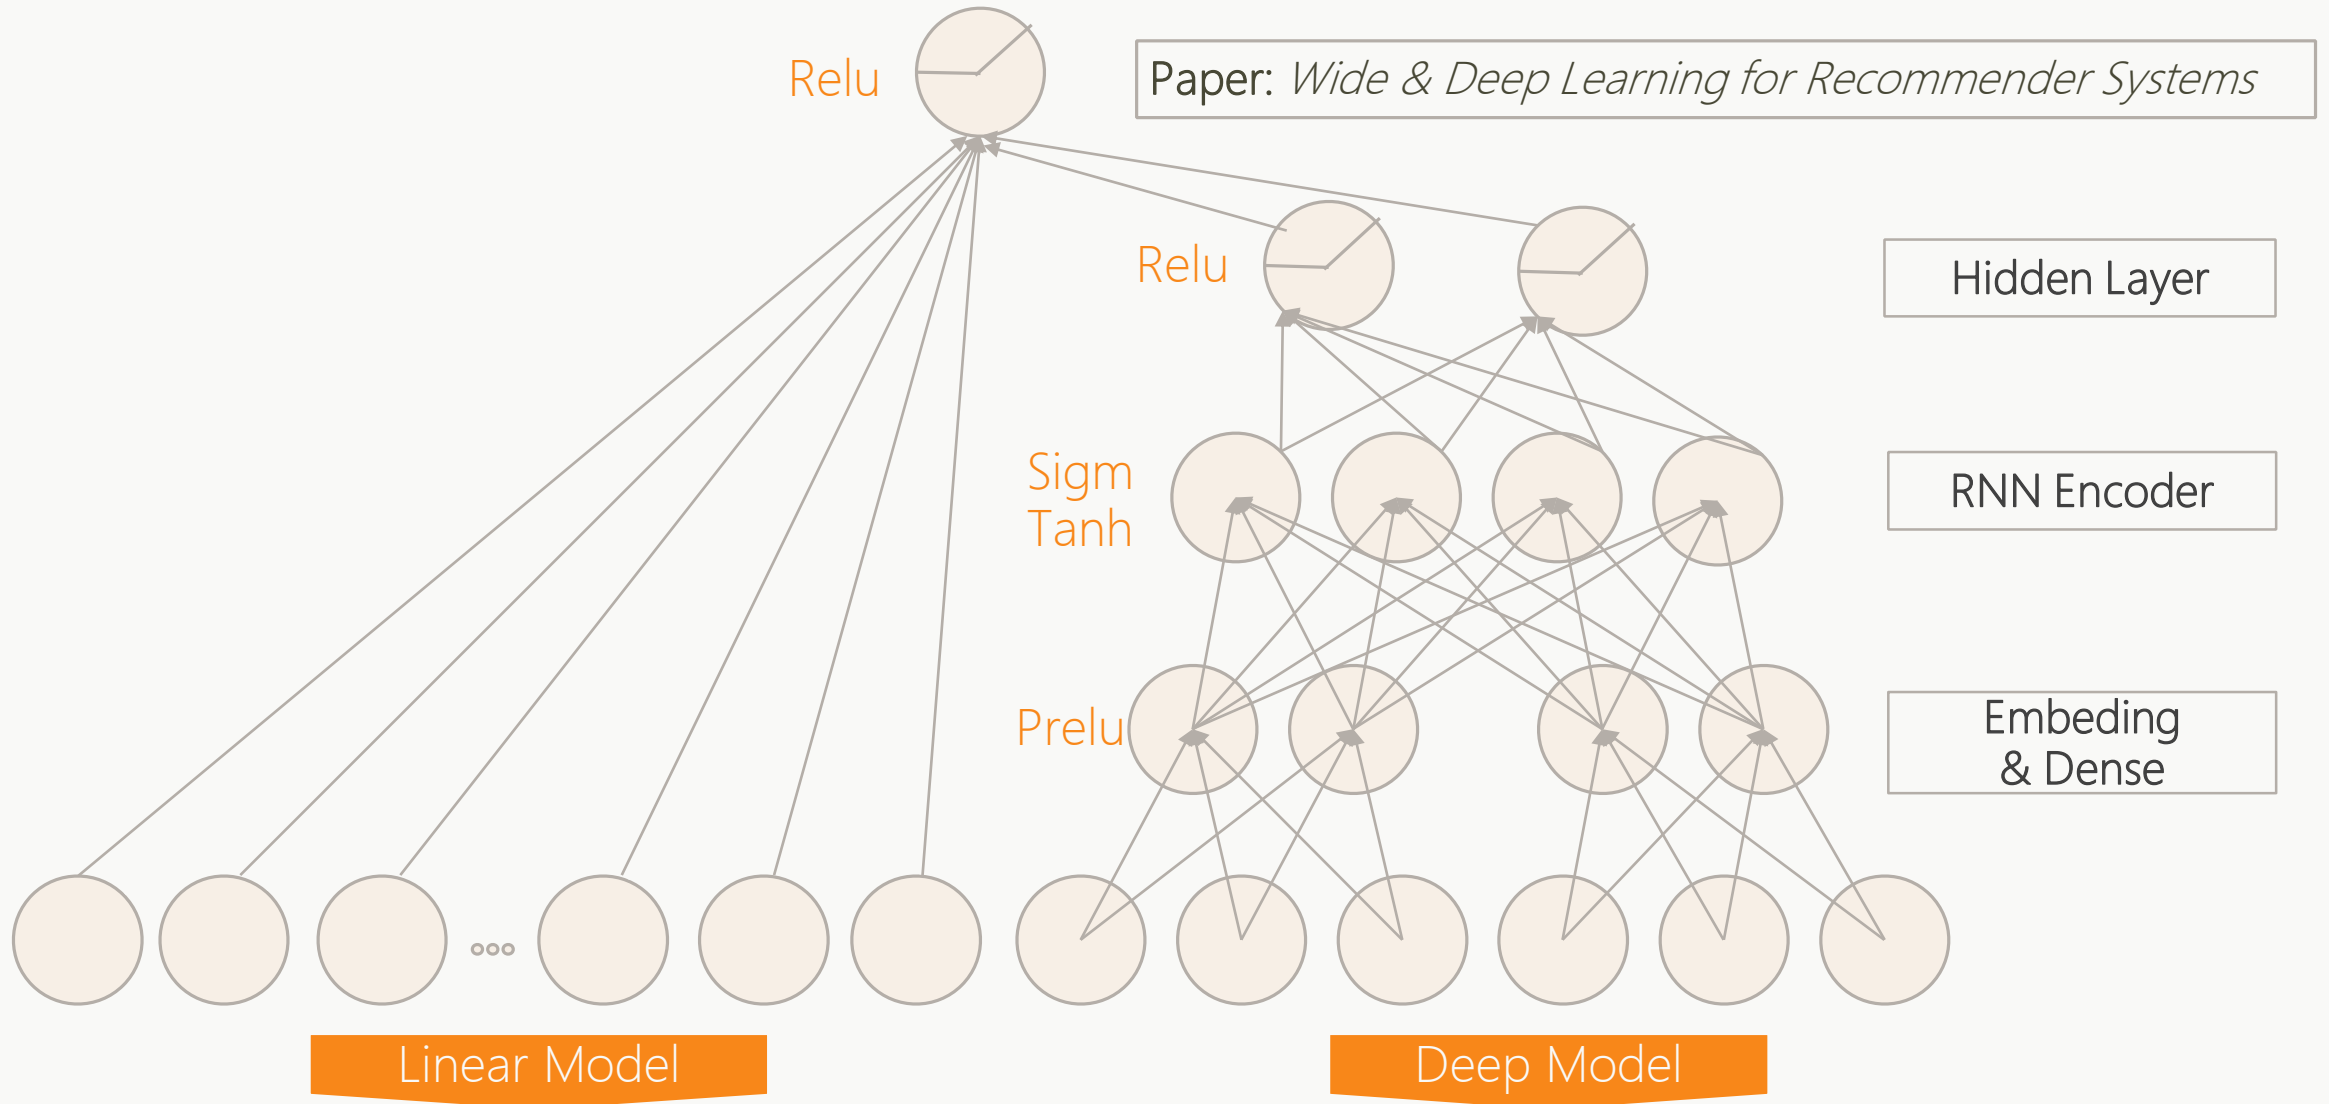 Relu
Paper: Wide & Deep Learning for Recommender Systems
Relu
Hidden Layer
Sigm
Tanh
RNN Encoder
Prelu
Embeding
& Dense
Linear Model
Deep Model